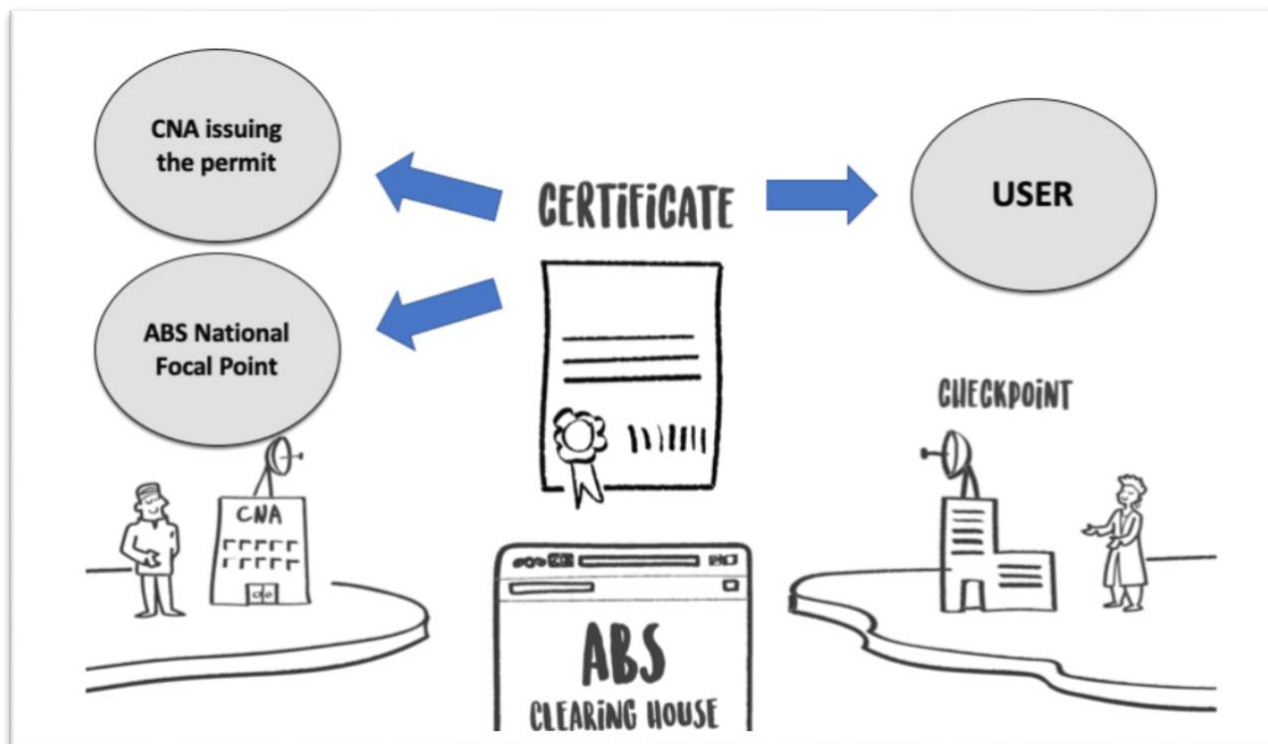 CNA issuing
the permit
CERTIFICATE
USER
ABS National
Focal Point
CHECKPOINT
CNA
ABS
CLEARING HOUSE